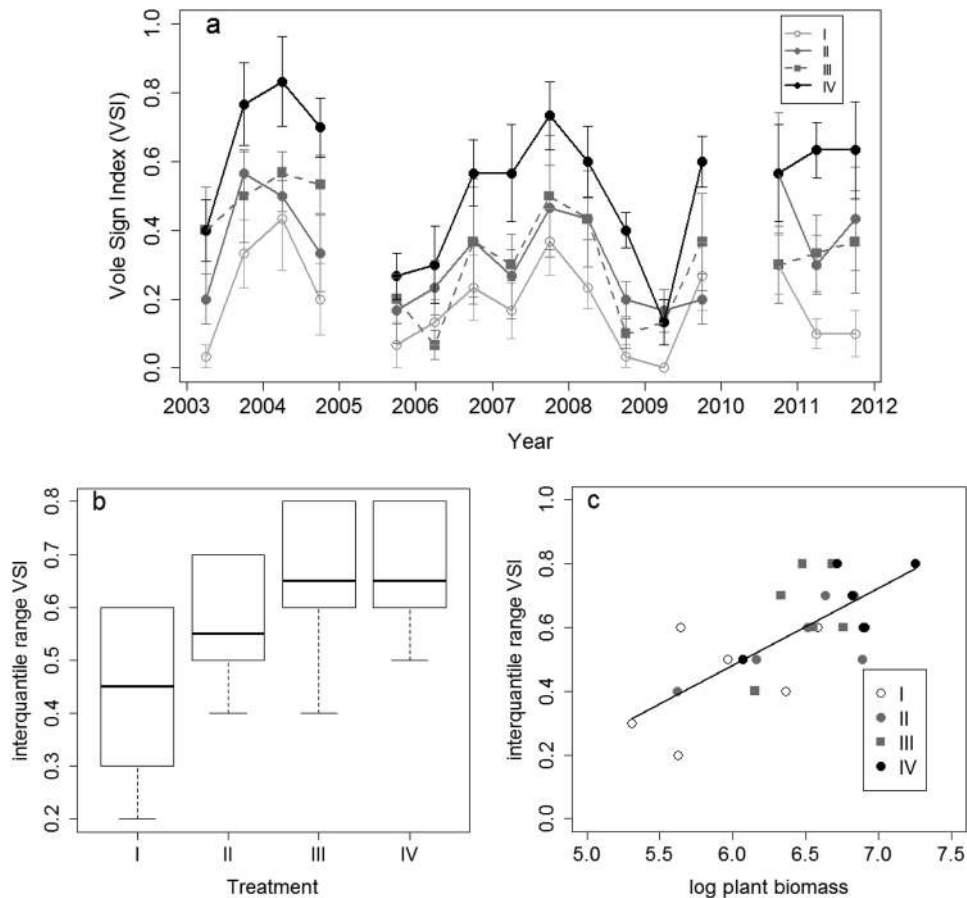 a
Vole Sign Index (VSI)
1.0
0.8
0.6
0.4
0.2
0.0
I
II
III
IV
2003 2004 2005 2006 2007 2008 2009 2010 2011 2012
Year
b
interquantile range VSI
0.8
0.7
0.6
0.5
0.4
0.3
0.2
I II III IV
Treatment
c
interquantile range VSI
1.0
0.8
0.6
0.4
0.2
0.0
I
II
III
IV
5.0 5.5 6.0 6.5 7.0 7.5
log plant biomass